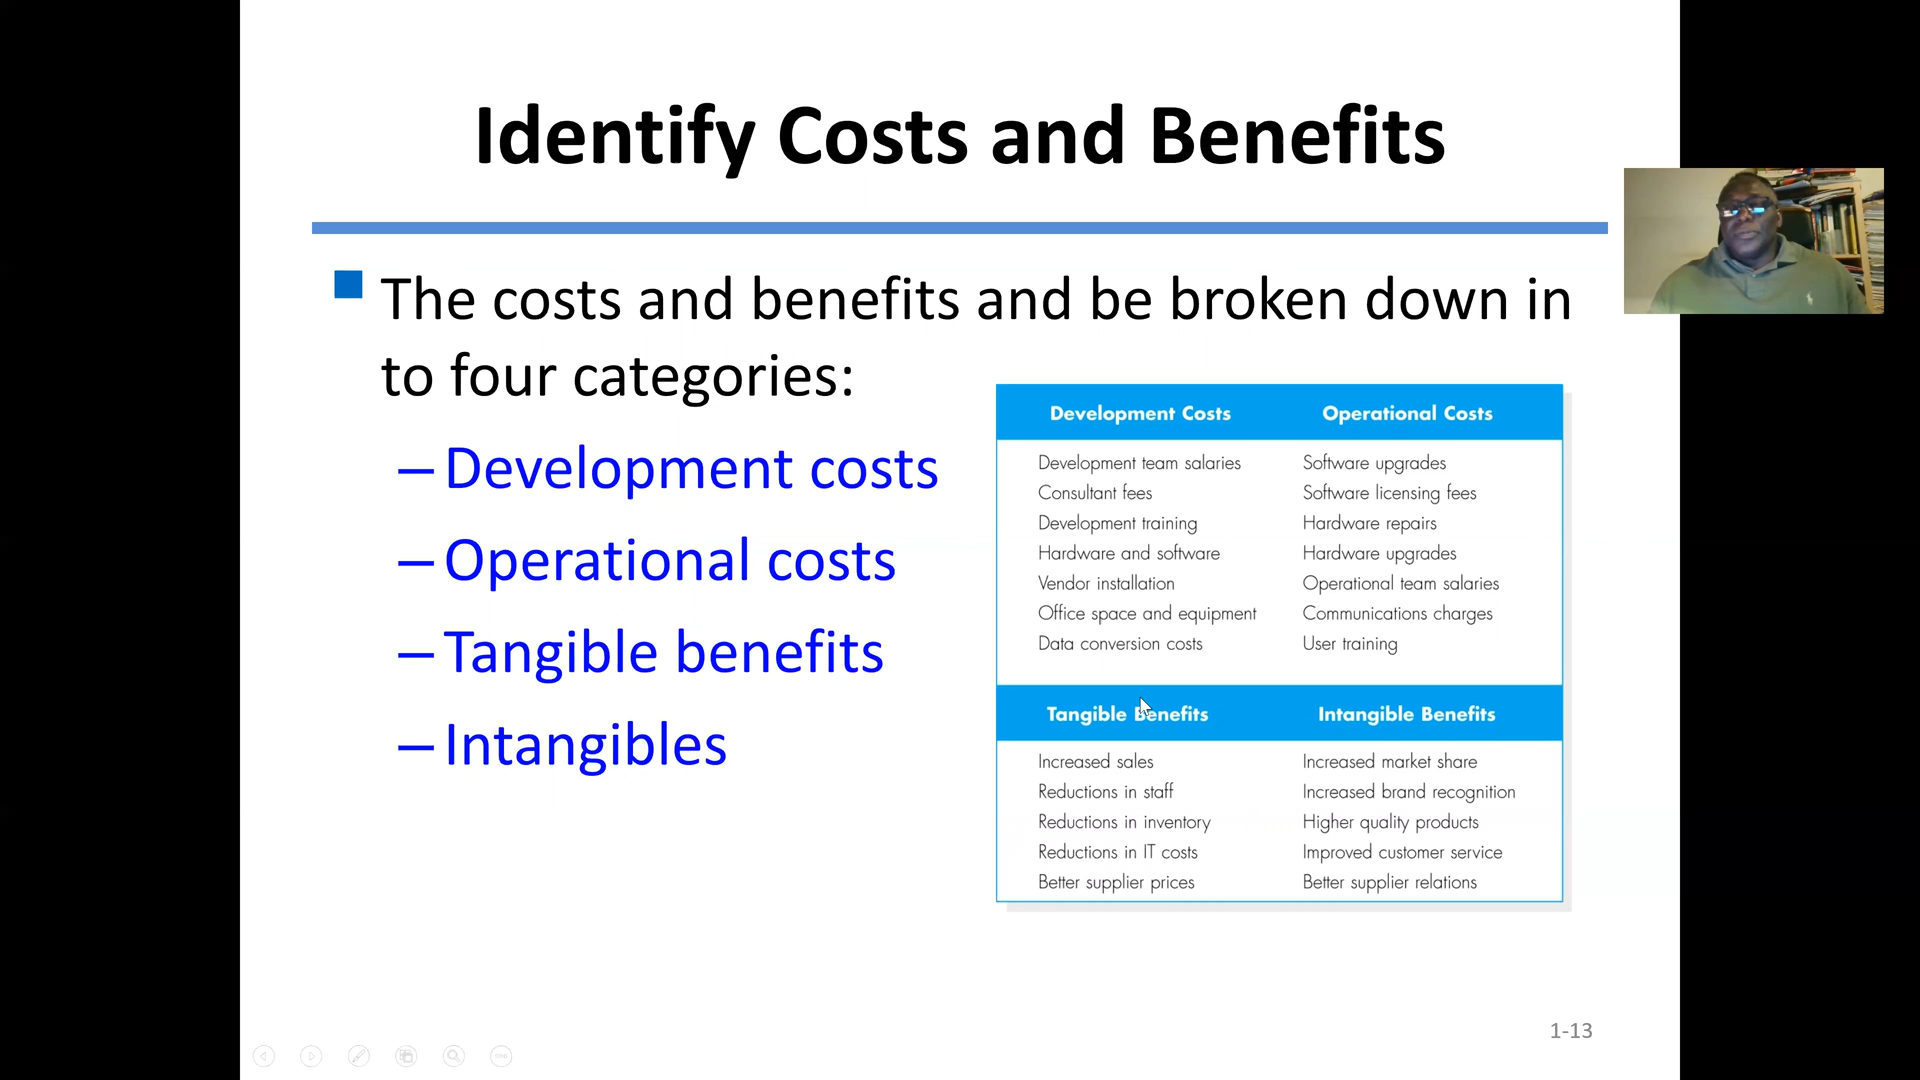 Identify Costs and Benefits
The costs and benefits and be broken down in
to four categories:
– Development costs
– Operational costs
– Tangible benefits
– Intangibles
Development Costs Operational Costs
Development team salaries Software upgrades
Consultant fees Software licensing fees
Development training Hardware repairs
Hardware and software Hardware upgrades
Vendor installation Operational team salaries
Office space and equipment Communications charges
Data conversion costs User training
Tangible Benefits Intangible Benefits
Increased sales Increased market share
Reductions in staff Increased brand recognition
Reductions in inventory Higher quality products
Reductions in IT costs Improved customer service
Better supplier prices Better supplier relations
1-13